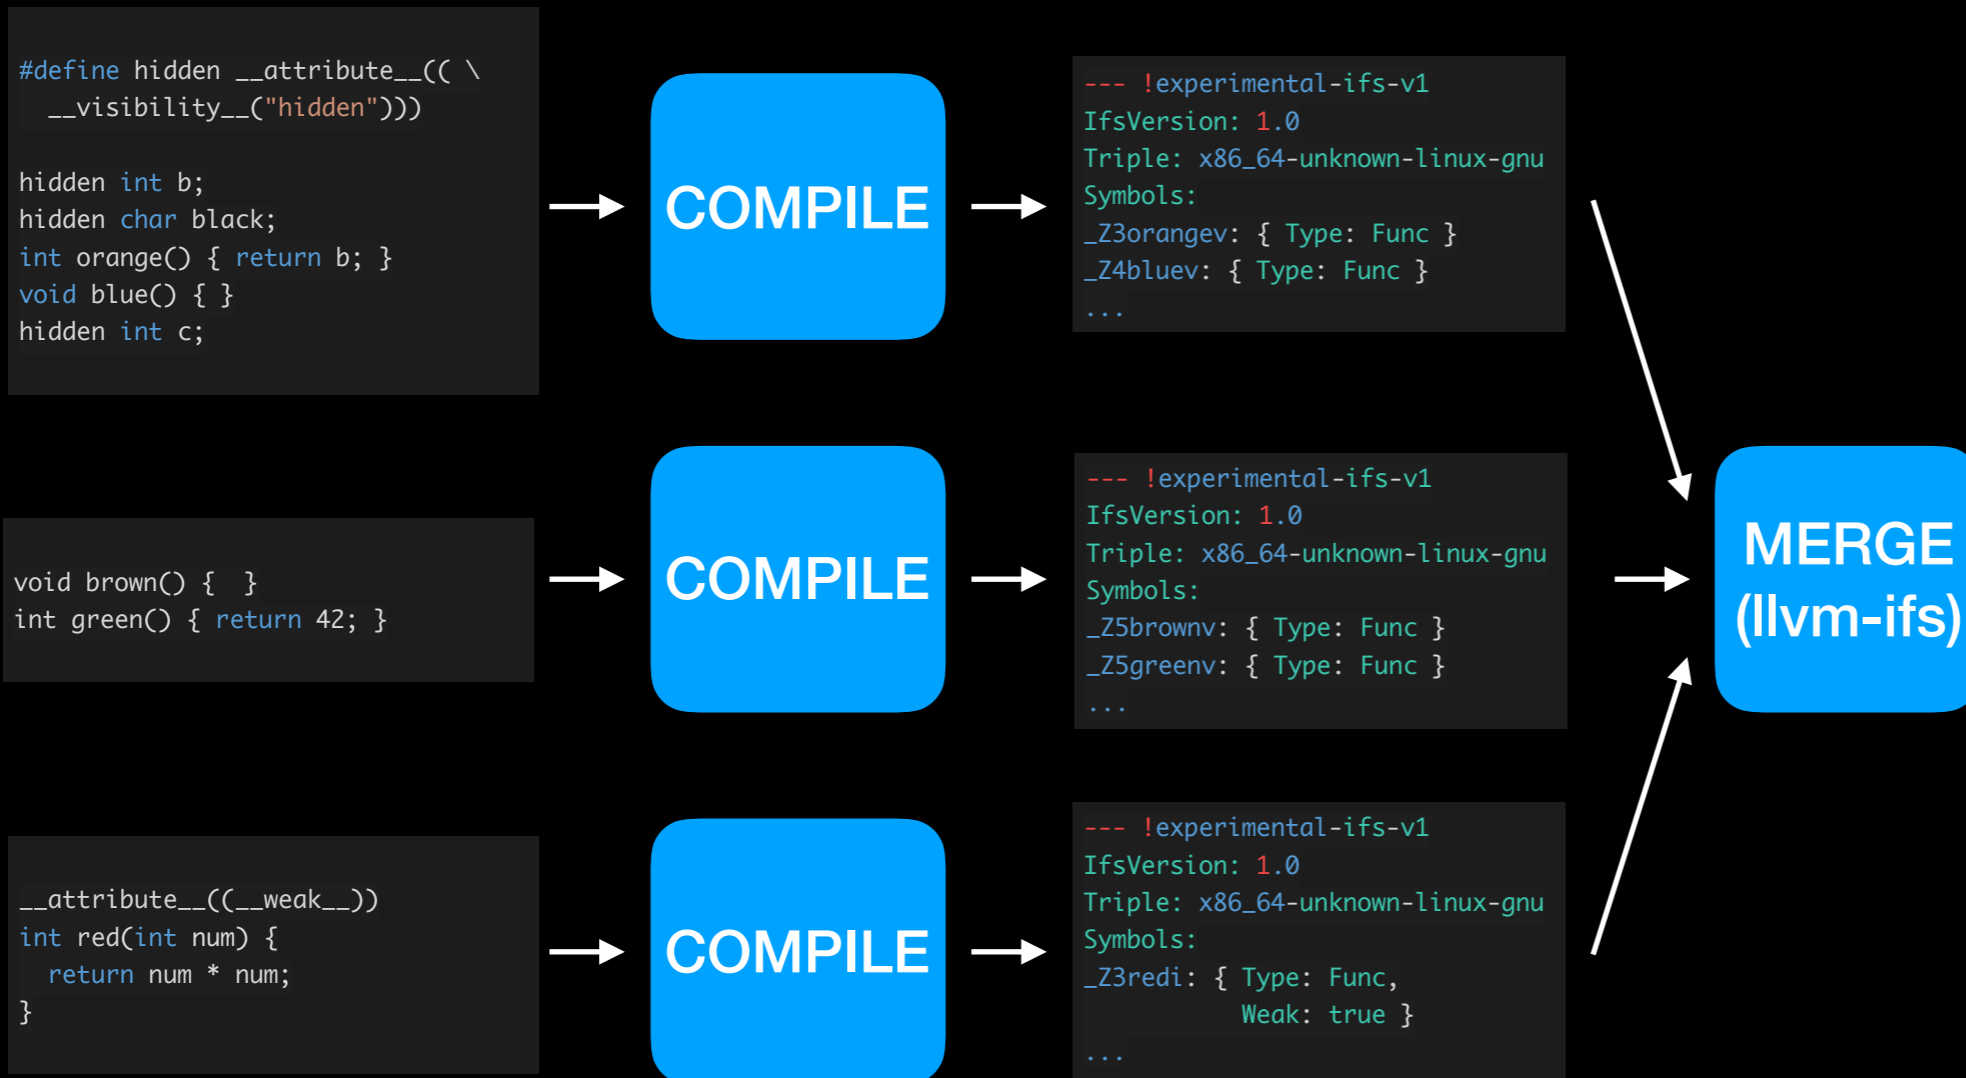 #define hidden __attribute__(( \
__visibility__("hidden")))
hidden int b;
hidden char black;
int orange() { return b; }
void blue() { }
hidden int c;
COMPILE
--- !experimental-ifs-v1
IfsVersion: 1.0
Triple: x86_64-unknown-linux-gnu
Symbols:
_Z3orangev: { Type: Func }
_Z4bluev: { Type: Func }
...
void brown() {  }
int green() { return 42; }
COMPILE
--- !experimental-ifs-v1
IfsVersion: 1.0
Triple: x86_64-unknown-linux-gnu
Symbols:
_Z5brownv: { Type: Func }
_Z5greenv: { Type: Func }
...
MERGE
(llvm-ifs)
__attribute__((__weak__))
int red(int num) {
return num * num;
}
COMPILE
--- !experimental-ifs-v1
IfsVersion: 1.0
Triple: x86_64-unknown-linux-gnu
Symbols:
_Z3redi: { Type: Func,
Weak: true }
...